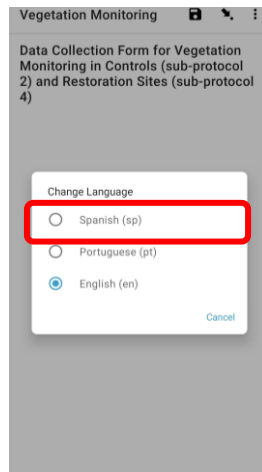 Vegetation Monitoring
Data Collection Form for Vegetation
Monitoring in Controls (sub-protocol
2) and Restoration Sites (sub-protocol
4)
Change Language
Spanish (sp)
Portuguese (pt)
English (en)
Cancel